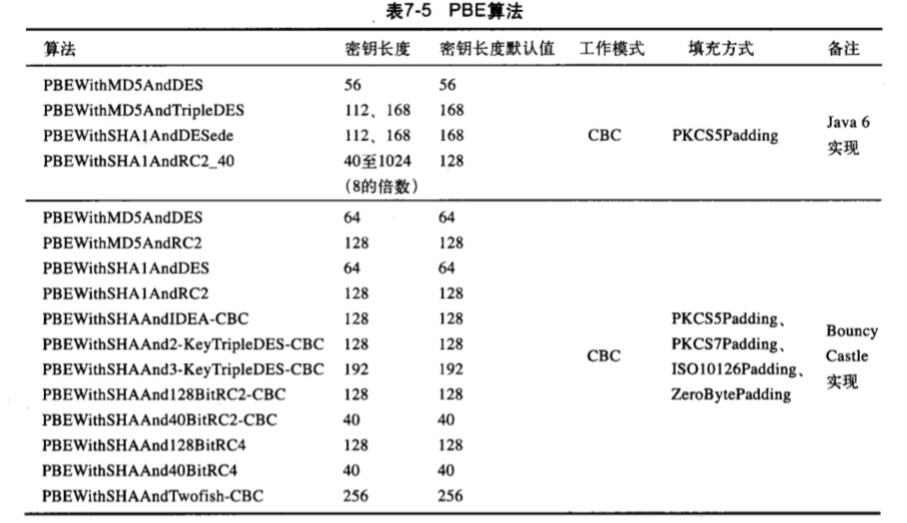 表7-5 PBE算法
算法 密钥长度 密钥长度默认值 工作模式 填充方式 备注
PBEWithMD5AndDES 56 56
PBEWithMD5AndTripleDES 112、168 168
PBEWithSHA1AndDESede 112、168 168 CBC PKCS5Padding Java 6 实现
PBEWithSHA1AndRC2_40 40至1024 128
（8的倍数）
PBEWithMD5AndDES 64 64
PBEWithMD5AndRC2 128 128
PBEWithSHA1AndDES 64 64
PBEWithSHA1AndRC2 128 128
PBEWithSHAAndIDEA-CBC 128 128 PKCS5Padding、
PBEWithSHAAnd2-KeyTripleDES-CBC 128 128 CBC PKCS7Padding、 Bouncy
PBEWithSHAAnd3-KeyTripleDES-CBC 192 192 ISO10126Padding、 Castle
PBEWithSHAAnd128BitRC2-CBC 128 128 ZeroBytePadding 实现
PBEWithSHAAnd40BitRC2-CBC 40 40
PBEWithSHAAnd128BitRC4 128 128
PBEWithSHAAnd40BitRC4 40 40
PBEWithSHAAndTwofish-CBC 256 256